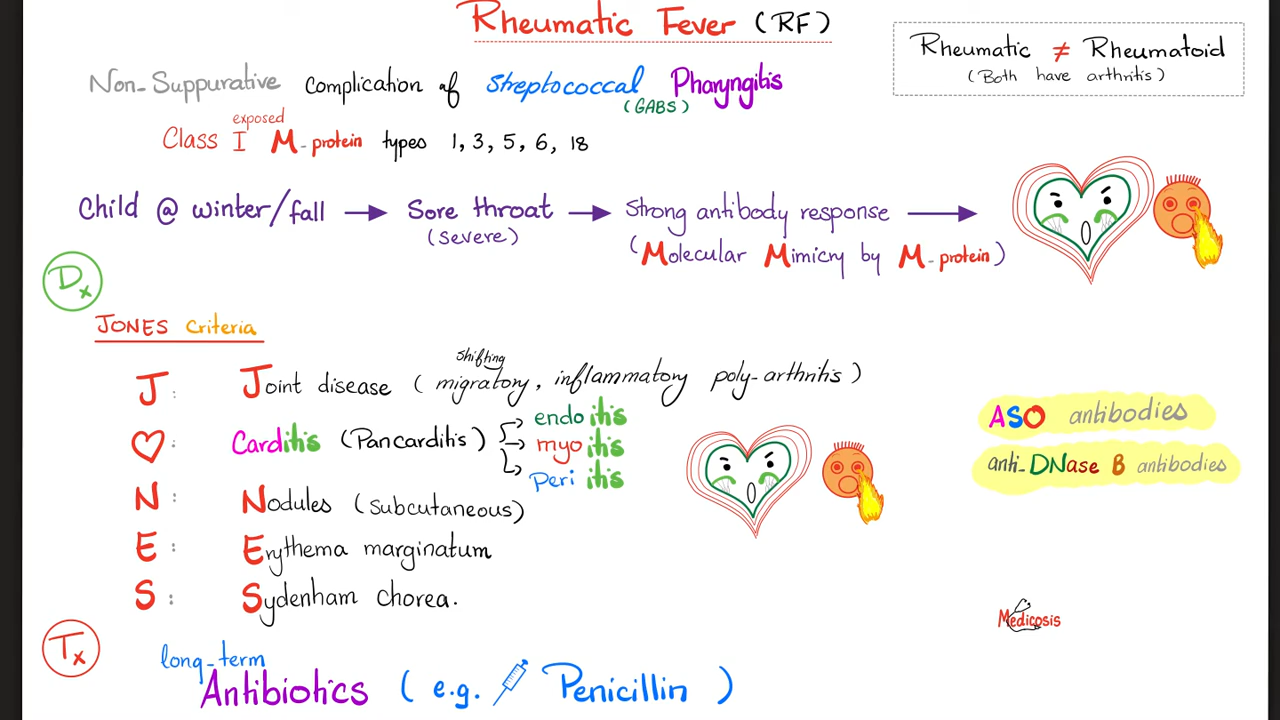 Rheumatic Fever (RF)
Rheumatic ≠ Rheumatoid
(Both have arthritis)
Non-Suppurative Complication of Streptococcal Pharyngitis
(GABS)
exposed
Class I M-protein types 1, 3, 5, 6, 18
Child @ winter/fall → Sore throat → Strong antibody response →
(severe)
(Molecular Mimicry by M-protein)
Dx
JONES Criteria
shifting
J: Joint disease (migratory, inflammatory poly-arthritis)
♡: Carditis (Pancarditis)
endo itis
myo itis
Peri itis
N: Nodules (Subcutaneous)
E: Erythema marginatum
S: Sydenham chorea.
ASO antibodies
anti-DNase B antibodies
Medicosis
Tx
long-term
Antibiotics (e.g. Penicillin)